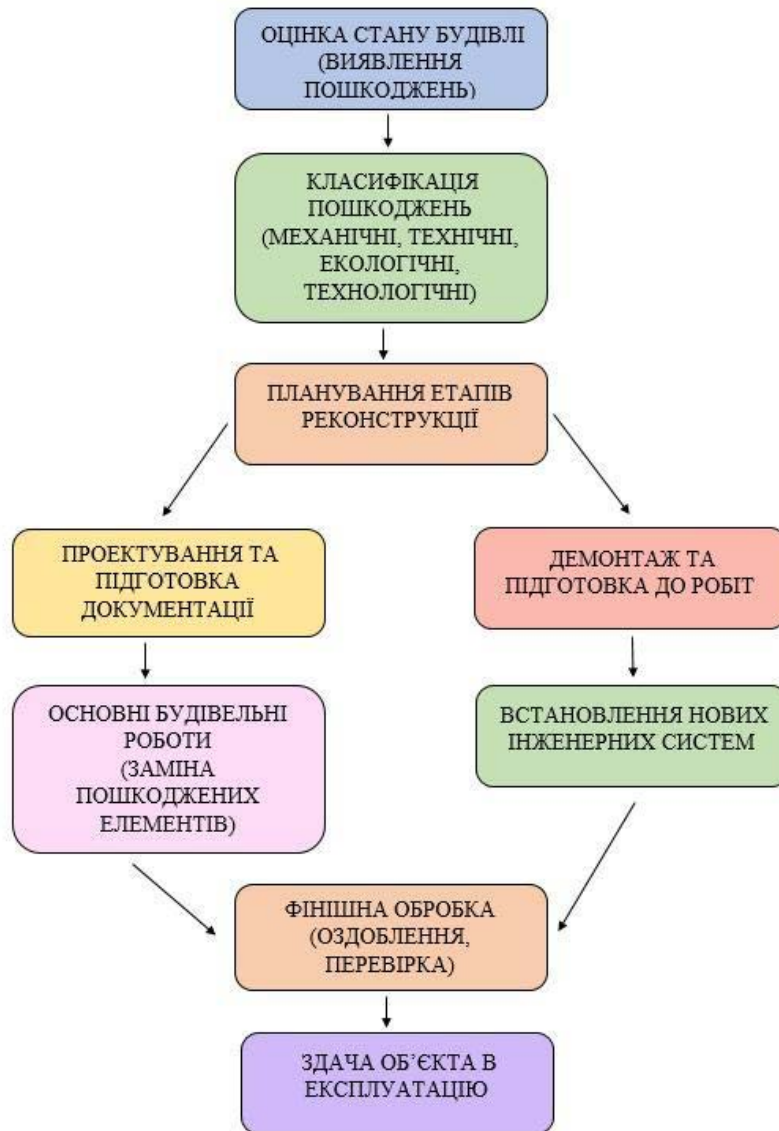 ОЦІНКА СТАНУ БУДІВЛІ
(ВИЯВЛЕННЯ
ПОШКОДЖЕНЬ)
КЛАСИФІКАЦІЯ
ПОШКОДЖЕНЬ
(МЕХАНІЧНІ, ТЕХНІЧНІ,
ЕКОЛОГІЧНІ,
ТЕХНОЛОГІЧНІ)
ПЛАНУВАННЯ ЕТАПІВ
РЕКОНСТРУКЦІЇ
ПРОЕКТУВАННЯ ТА
ПІДГОТОВКА
ДОКУМЕНТАЦІЇ
ДЕМОНТАЖ ТА
ПІДГОТОВКА ДО РОБІТ
ОСНОВНІ БУДІВЕЛЬНІ
РОБОТИ
(ЗАМІНА
ПОШКОДЖЕНИХ
ЕЛЕМЕНТІВ)
ВСТАНОВЛЕННЯ НОВИХ
ІНЖЕНЕРНИХ СИСТЕМ
ФІНІШНА ОБРОБКА
(ОЗДОБЛЕННЯ,
ПЕРЕВІРКА)
ЗДАЧА ОБ’ЄКТА В
ЕКСПЛУАТАЦІЮ